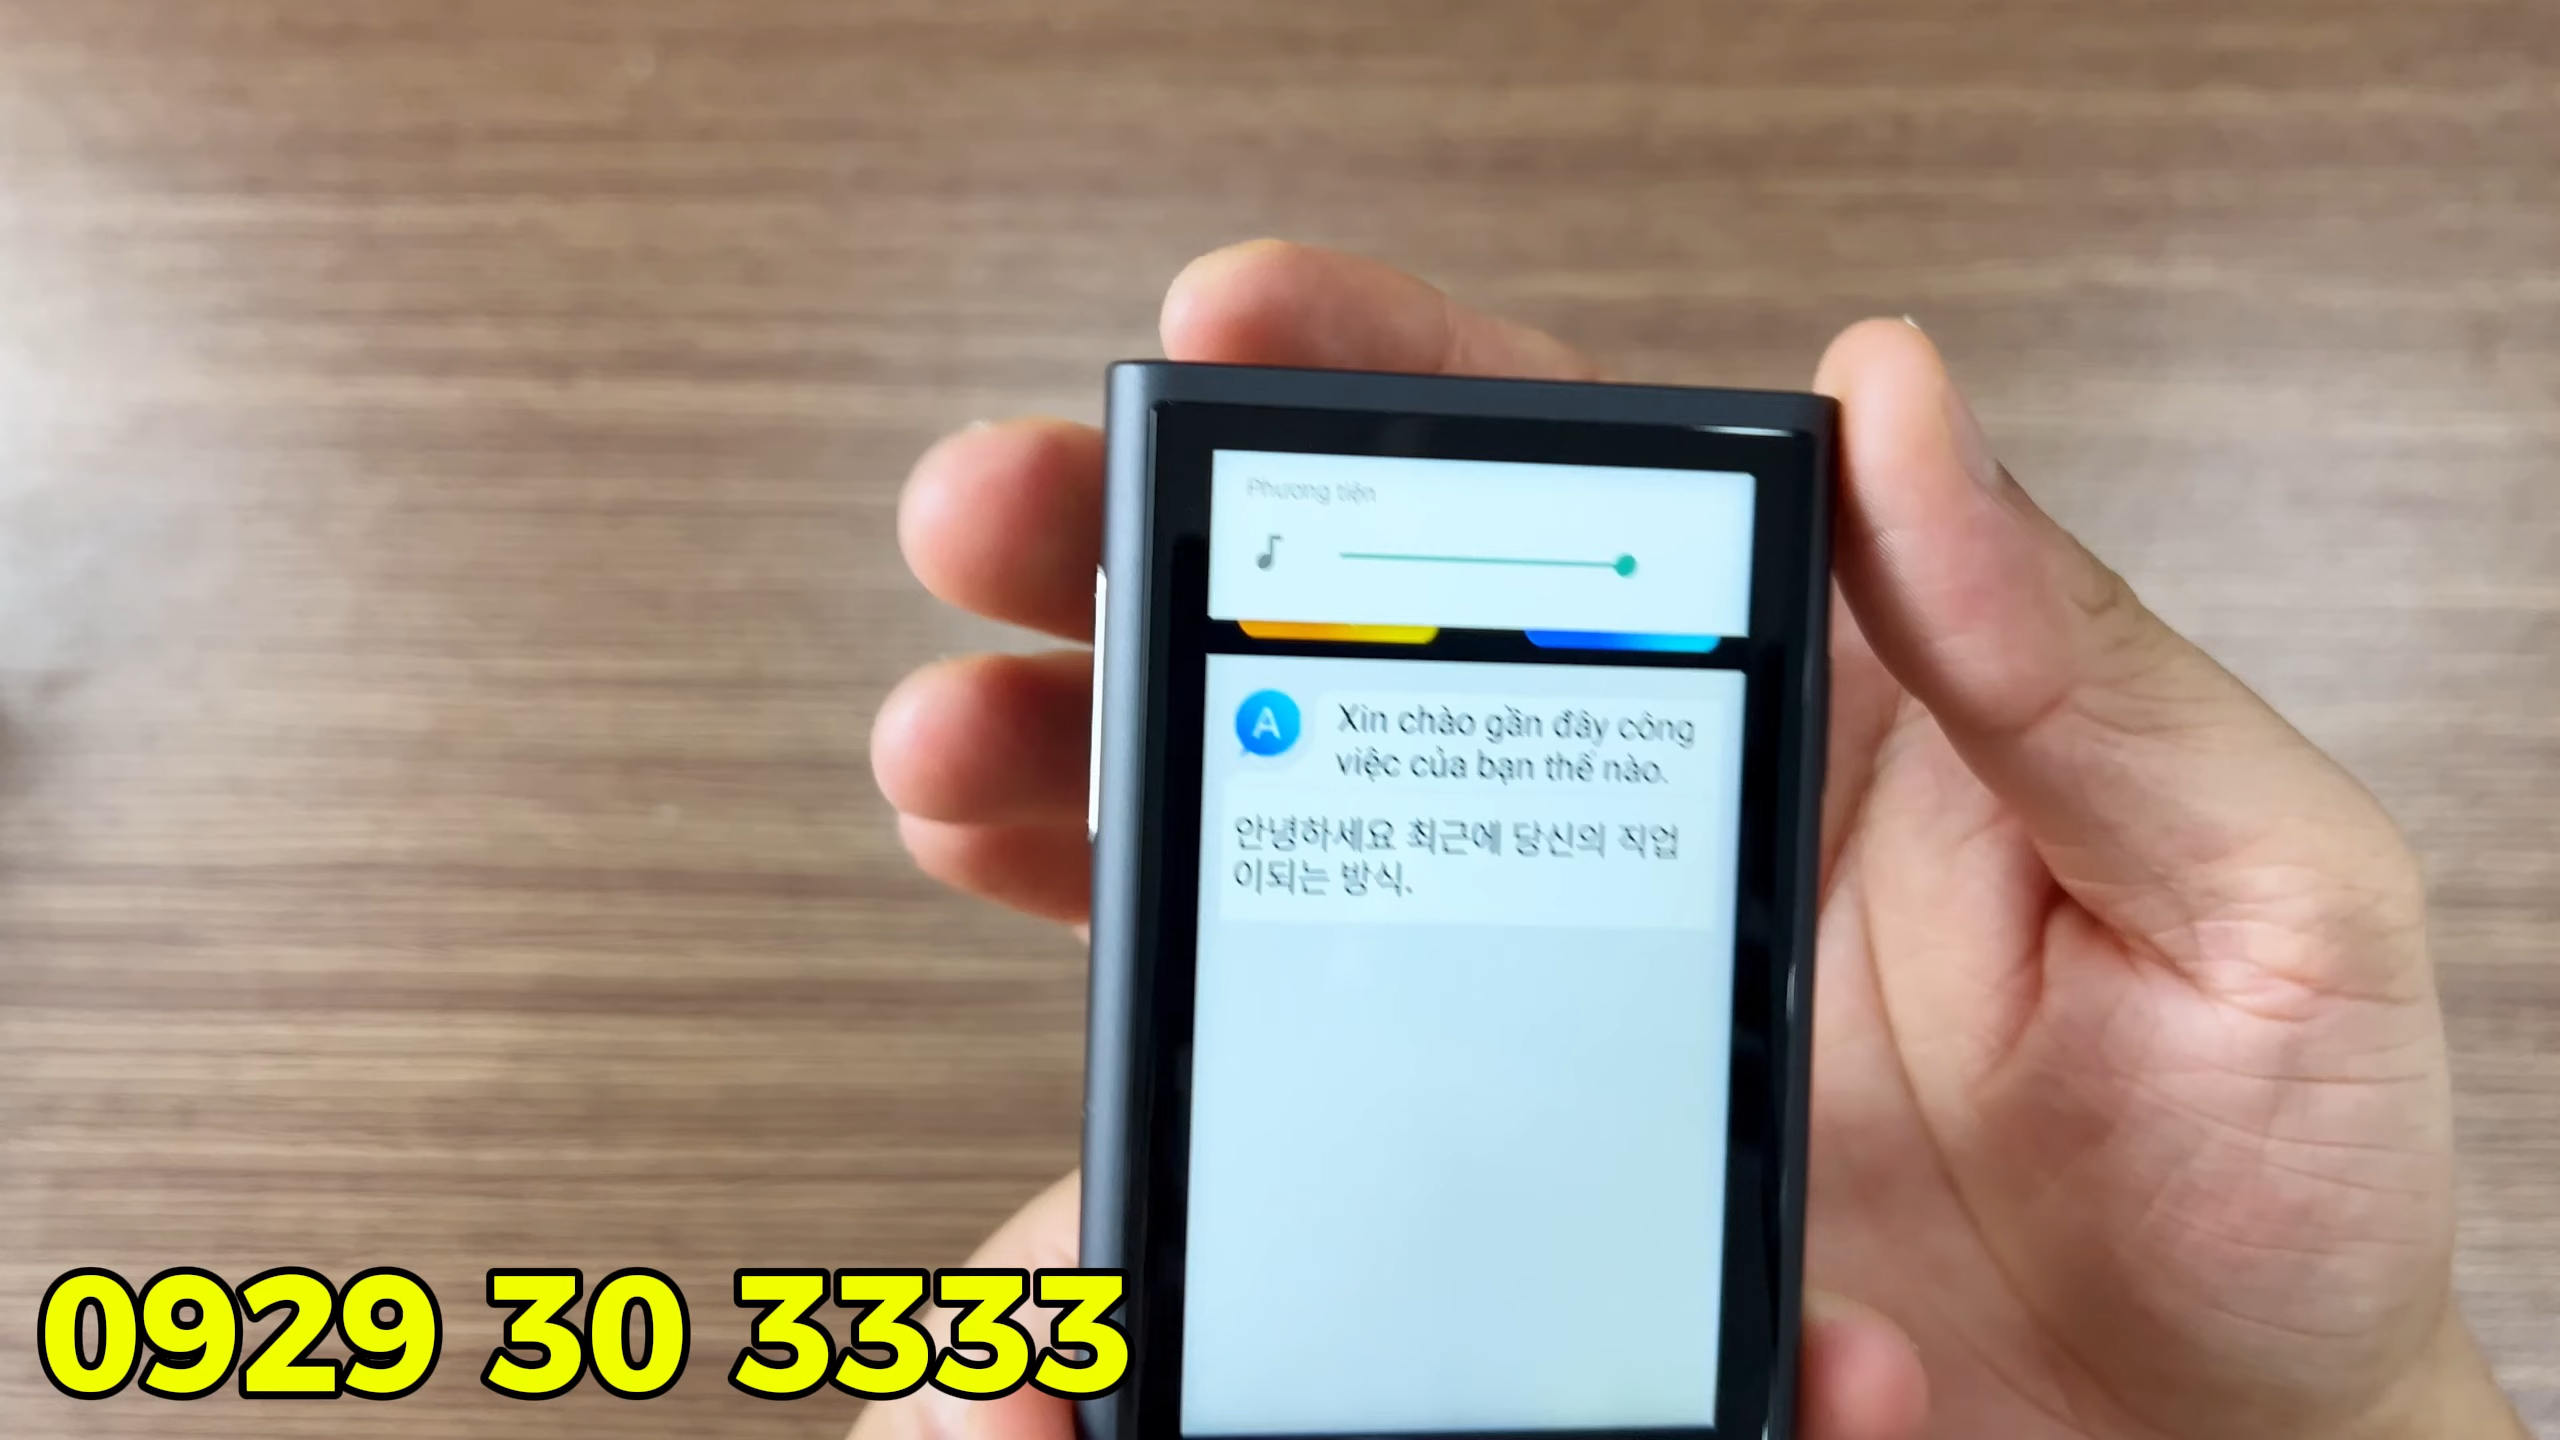 Phương tiện
A
Xin chào gần đây công
việc của bạn thế nào.
안녕하세요 최근에 당신의 직업
이되는 방식.
0929 30 3333